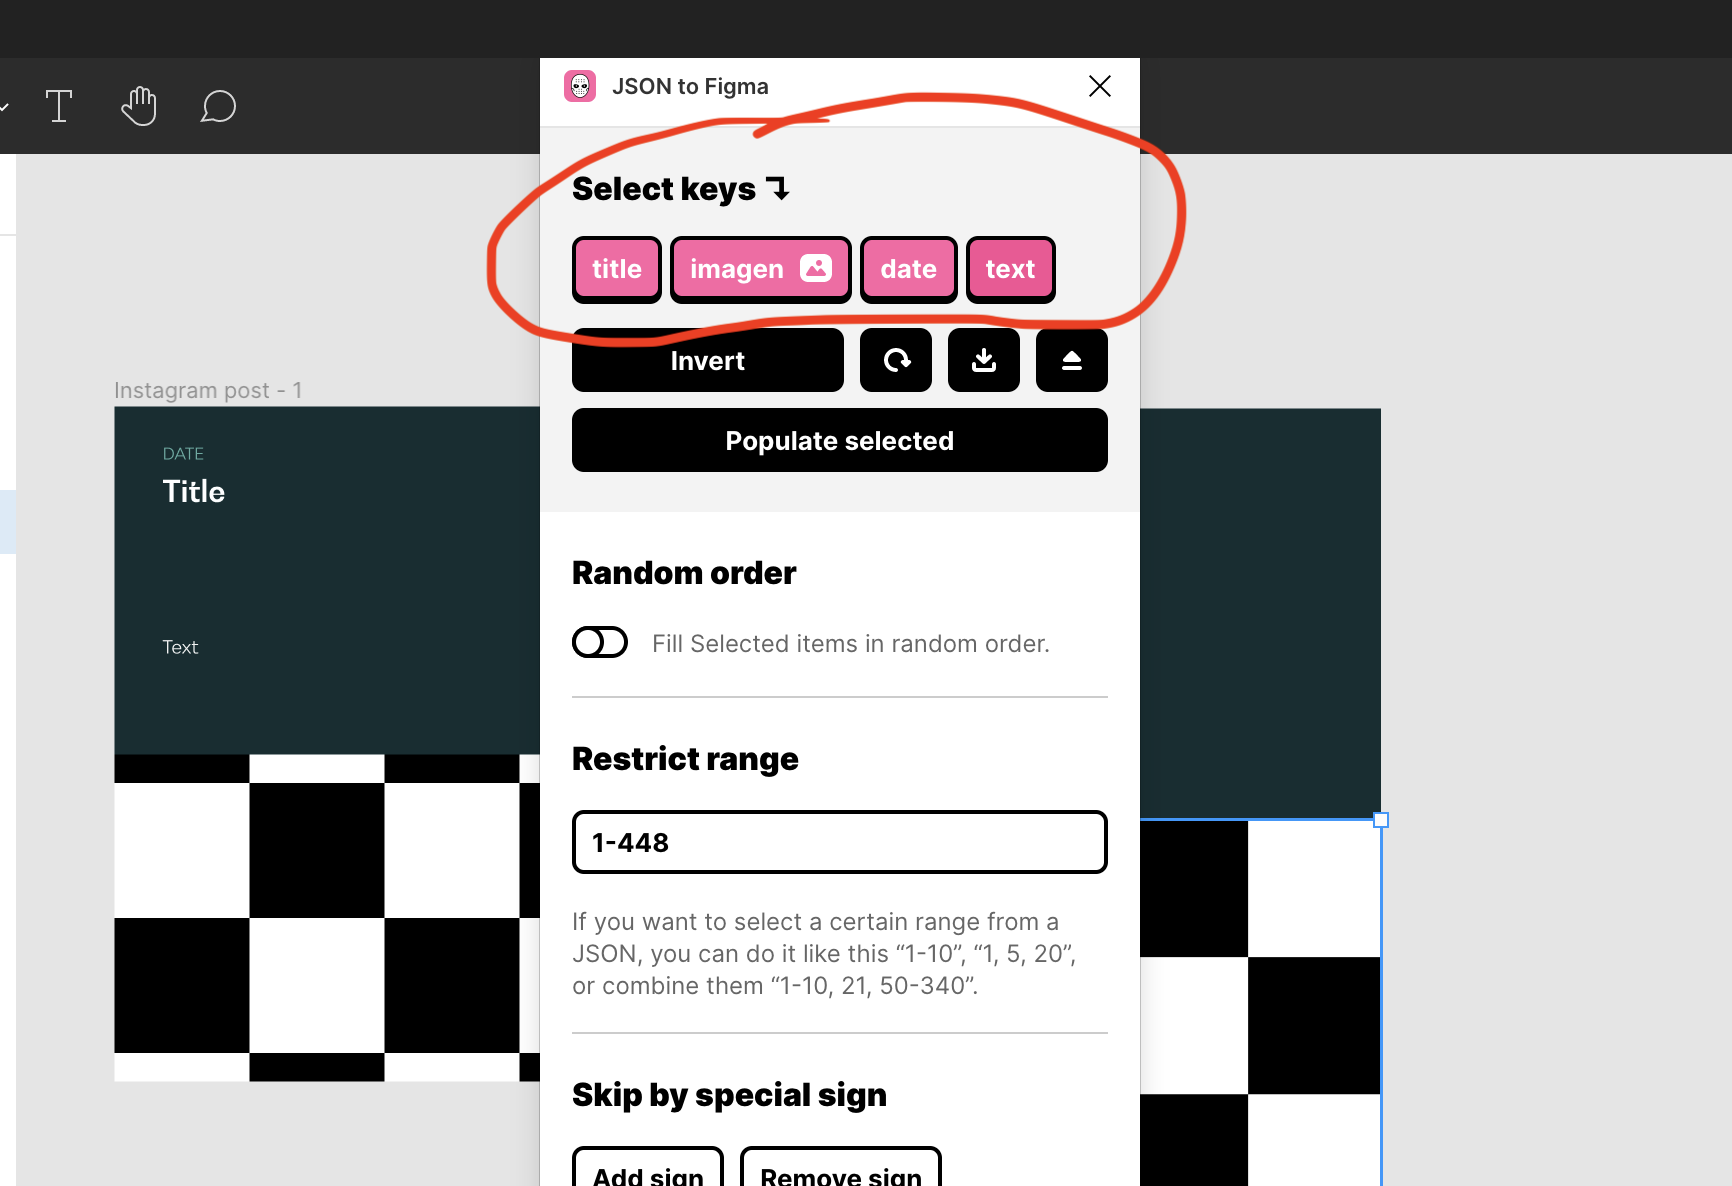 JSON to Figma
Select keys
title imagen date text
Invert
Populate selected
Instagram post - 1
DATE
Title
Text
Random order
Fill Selected items in random order.
Restrict range
1-448
If you want to select a certain range from a
JSON, you can do it like this “1-10”, “1, 5, 20”,
or combine them “1-10, 21, 50-340”.
Skip by special sign
Add sign Remove sign